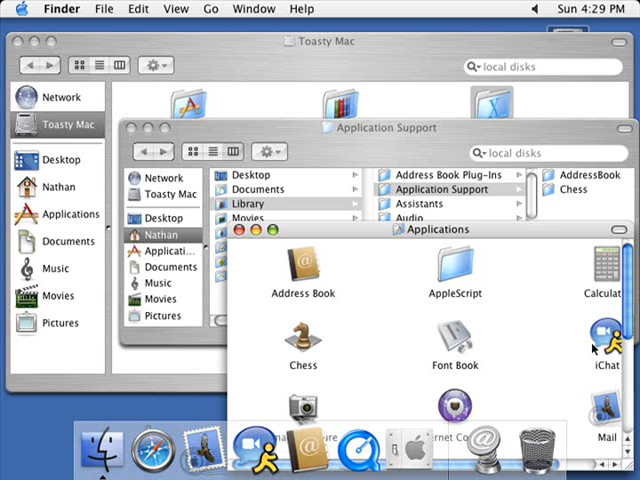 Finder File Edit View Go Window Help Sun 4:29 PM
Toasty Mac
local disks
Network
Toasty Mac
Desktop
Nathan
Applications
Documents
Music
Movies
Pictures
Application Support
local disks
Network
Toasty Mac
Desktop
Nathan
Applicati...
Documents
Music
Movies
Pictures
Desktop
Documents
Library
Movies
Address Book Plug-Ins
Application Support
Assistants
Audio
AddressBook
Chess
Applications
Address Book AppleScript Calculat
Chess Font Book iChat
ternet Co Mail